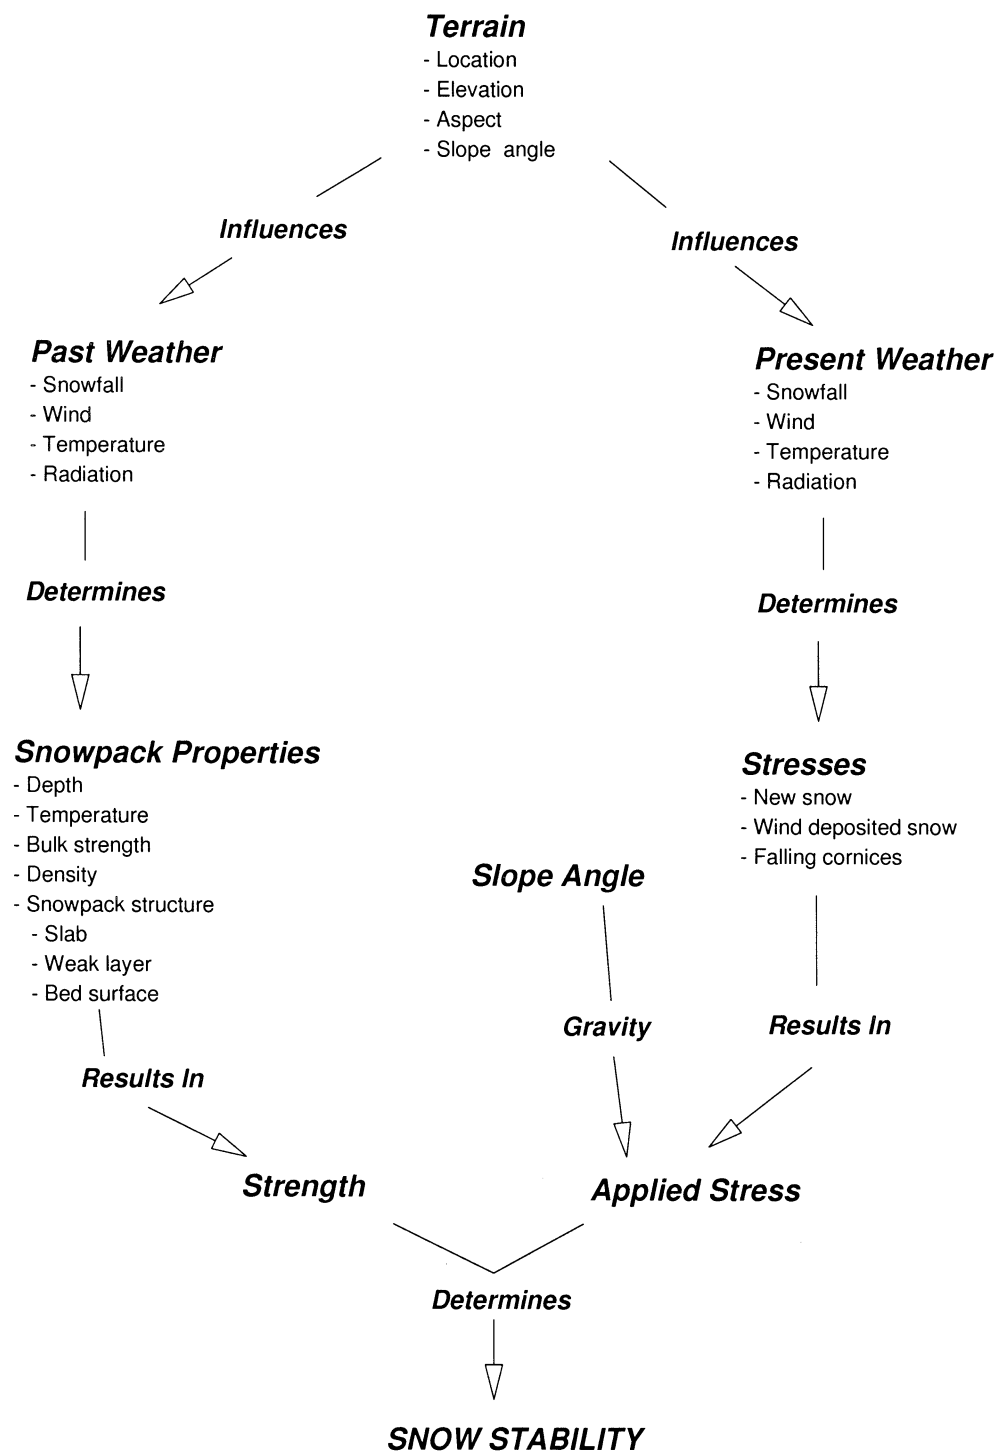 Terrain
- Location
- Elevation
- Aspect
- Slope angle
Influences
Influences
Past Weather
- Snowfall
- Wind
- Temperature
- Radiation
Present Weather
- Snowfall
- Wind
- Temperature
- Radiation
Determines
Determines
Snowpack Properties
- Depth
- Temperature
- Bulk strength
- Density
- Snowpack structure
- Slab
- Weak layer
- Bed surface
Stresses
- New snow
- Wind deposited snow
- Falling cornices
Slope Angle
Gravity
Results In
Results In
Strength
Applied Stress
Determines
SNOW STABILITY